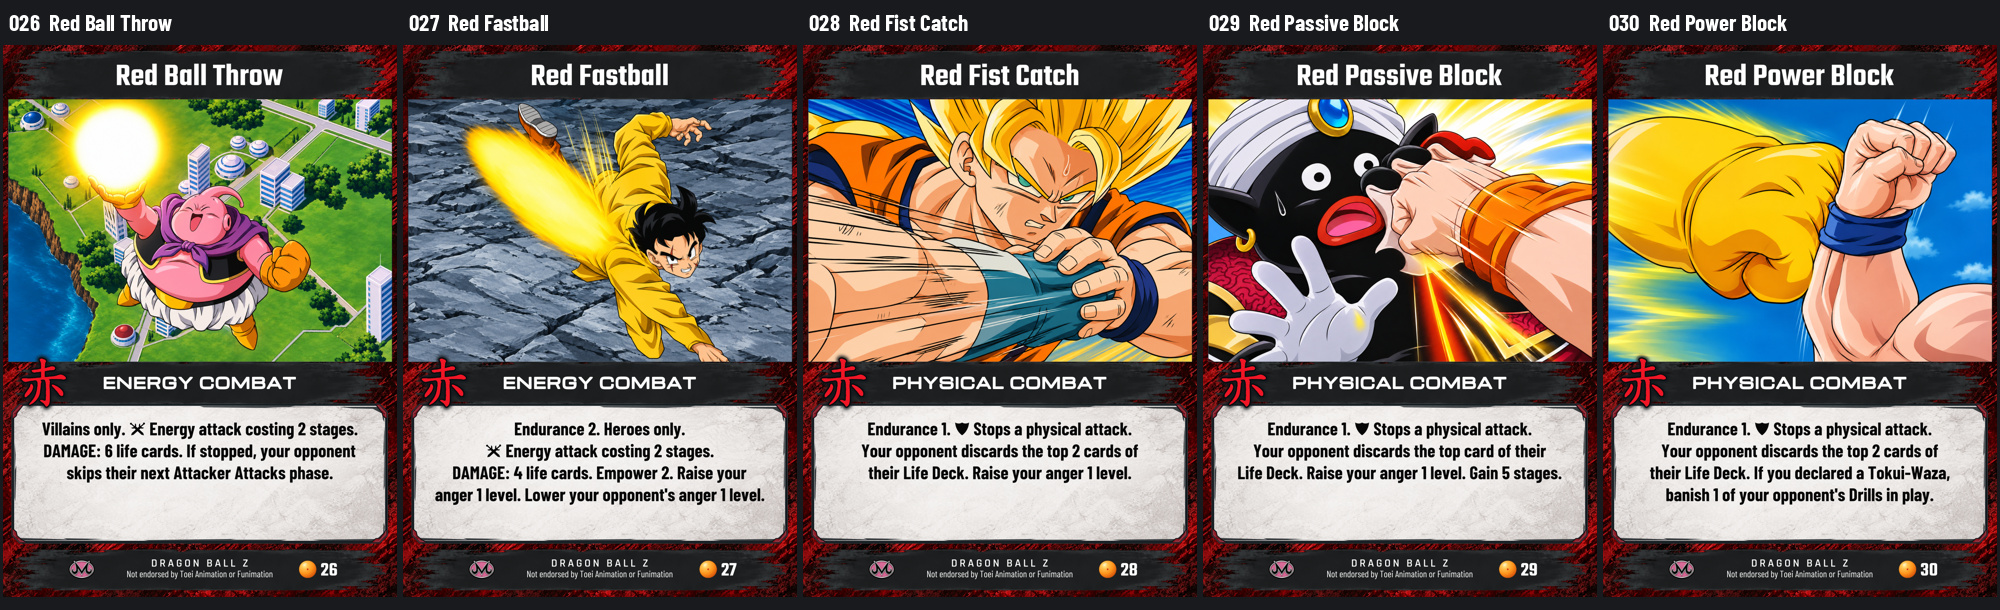 026 Red Ball Throw
Red Ball Throw
赤
ENERGY COMBAT
Villains only. Energy attack costing 2 stages.
DAMAGE: 6 life cards. If stopped, your opponent
skips their next Attacker Attacks phase.
DRAGON BALL Z
Not endorsed by Toei Animation or Funimation
26
027 Red Fastball
Red Fastball
赤
ENERGY COMBAT
Endurance 2. Heroes only.
Energy attack costing 2 stages.
DAMAGE: 4 life cards. Empower 2. Raise your
anger 1 level. Lower your opponent's anger 1 level.
DRAGON BALL Z
Not endorsed by Toei Animation or Funimation
27
028 Red Fist Catch
Red Fist Catch
赤
PHYSICAL COMBAT
Endurance 1. Stops a physical attack.
Your opponent discards the top 2 cards of
their Life Deck. Raise your anger 1 level.
DRAGON BALL Z
Not endorsed by Toei Animation or Funimation
28
029 Red Passive Block
Red Passive Block
赤
PHYSICAL COMBAT
Endurance 1. Stops a physical attack.
Your opponent discards the top card of their
Life Deck. Raise your anger 1 level. Gain 5 stages.
DRAGON BALL Z
Not endorsed by Toei Animation or Funimation
29
030 Red Power Block
Red Power Block
赤
PHYSICAL COMBAT
Endurance 1. Stops a physical attack.
Your opponent discards the top 2 cards of
their Life Deck. If you declared a Tokui-Waza,
banish 1 of your opponent's Drills in play.
DRAGON BALL Z
Not endorsed by Toei Animation or Funimation
30